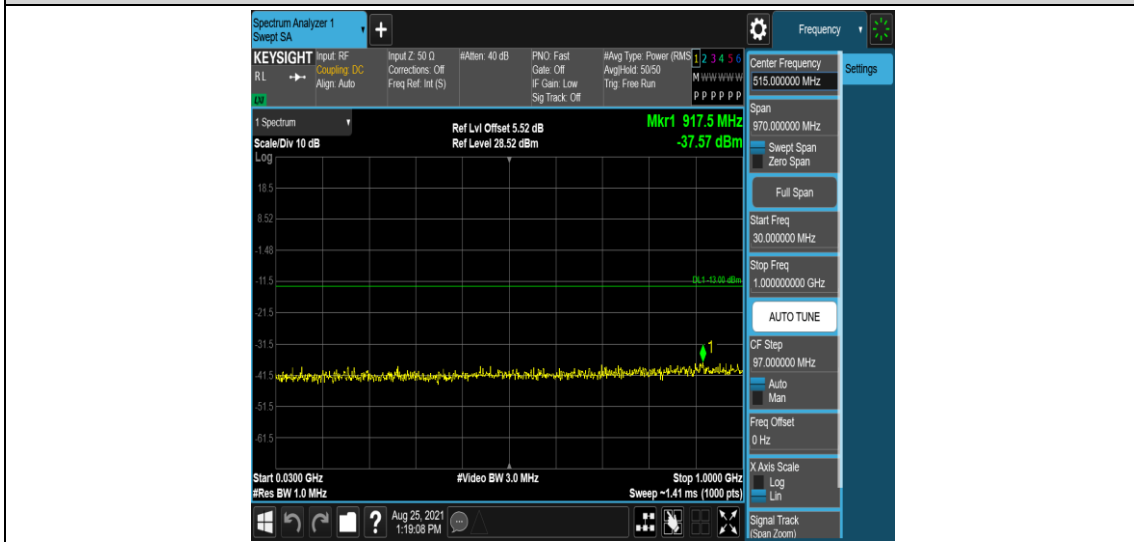 Spectrum Analyzer 1
Swept SA
+
Frequency
KEYSIGHT
RL
LXI
Input: RF
Coupling: DC
Align: Auto
Input Z: 50 Ω
Corrections: Off
Freq Ref: Int (S)
#Atten: 40 dB
PNO: Fast
Gate: Off
IF Gain: Low
Sig Track: Off
#Avg Type: Power (RMS
Avg|Hold: 50/50
Trig: Free Run
1 2 3 4 5 6
M W W W W W
P P P P P P
1 Spectrum
Scale/Div 10 dB
Ref Lvl Offset 5.52 dB
Ref Level 28.52 dBm
Mkr1 917.5 MHz
-37.57 dBm
Log
18.5
8.52
-1.48
-11.5
-21.5
-31.5
-41.5
-51.5
-61.5
DL1 -13.00 dBm
1
Start 0.0300 GHz
#Res BW 1.0 MHz
#Video BW 3.0 MHz
Stop 1.0000 GHz
Sweep ~1.41 ms (1000 pts)
?
Aug 25, 2021
1:19:08 PM
Center Frequency
515.000000 MHz
Settings
Span
970.000000 MHz
Swept Span
Zero Span
Full Span
Start Freq
30.000000 MHz
Stop Freq
1.000000000 GHz
AUTO TUNE
CF Step
97.000000 MHz
Auto
Man
Freq Offset
0 Hz
X Axis Scale
Log
Lin
Signal Track
(Span Zoom)